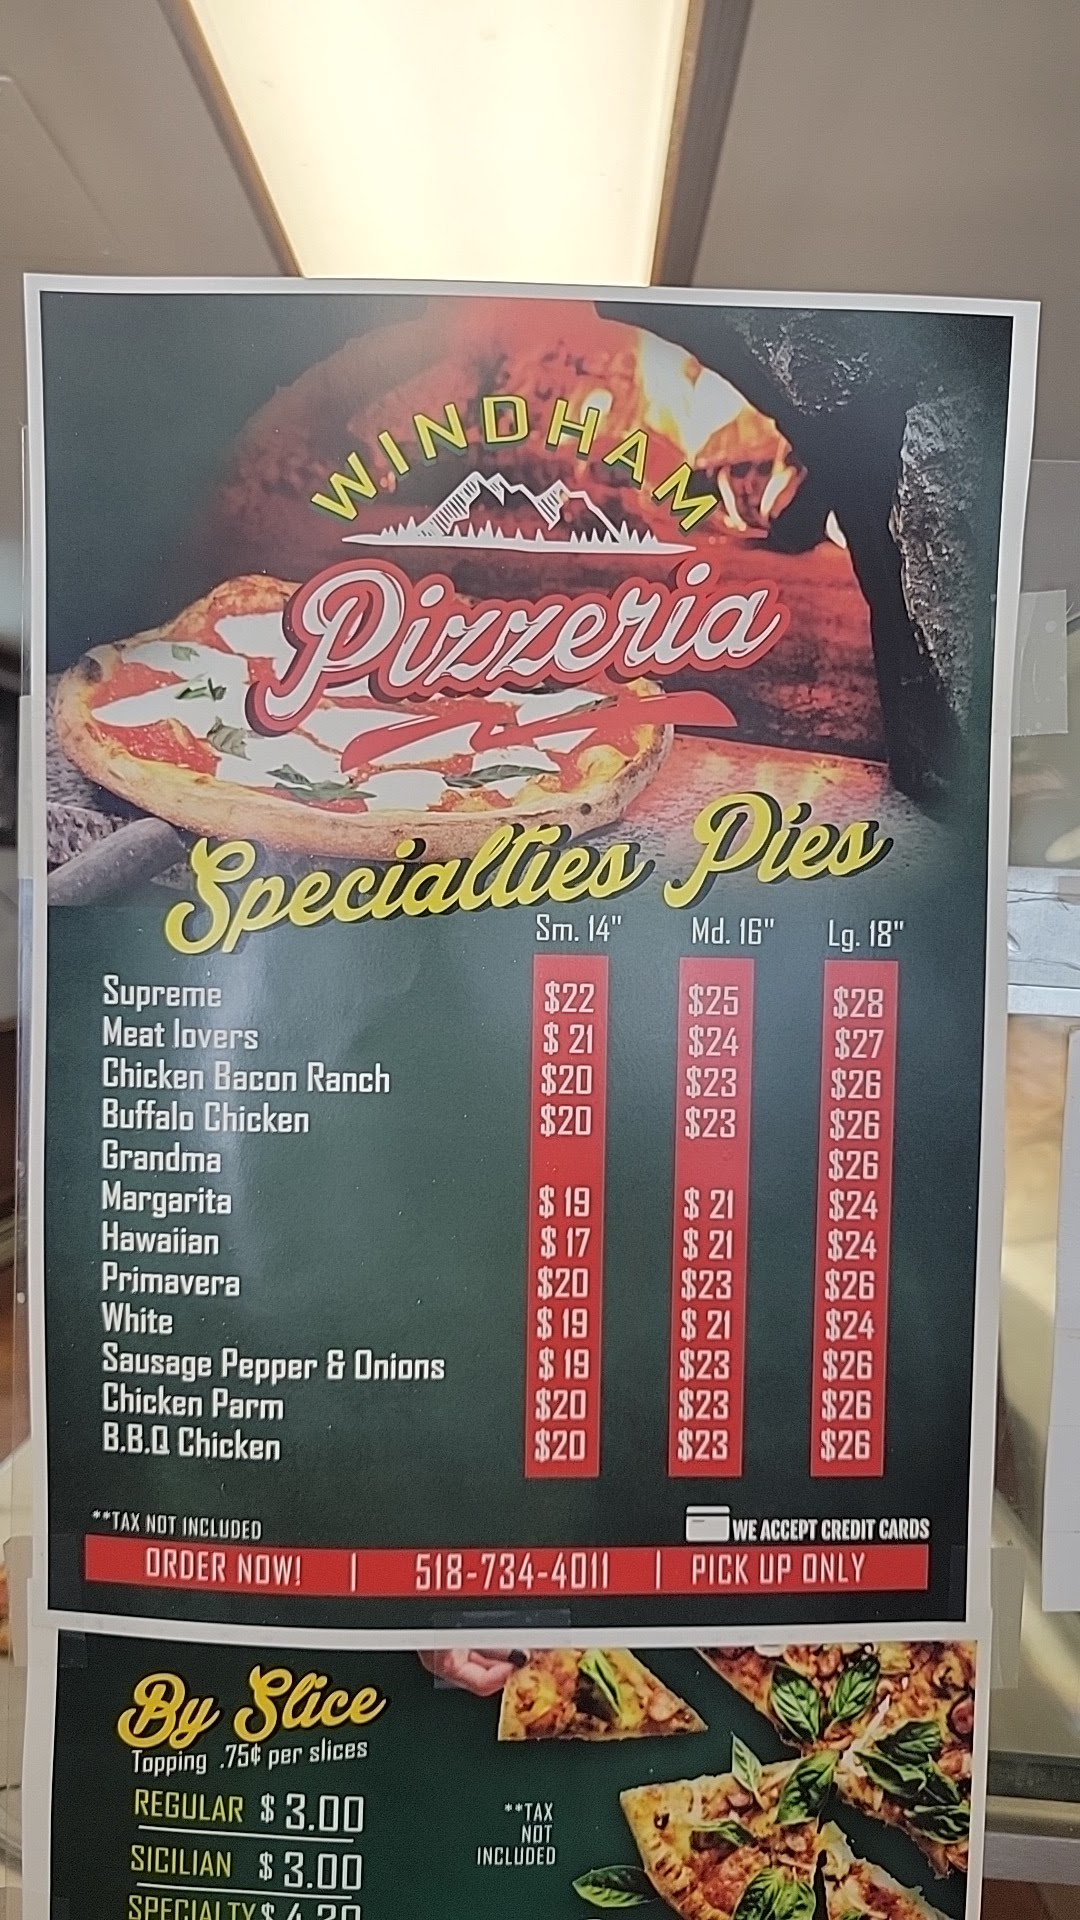 WINDHAM
Pizzeria
Specialties Pies
Sm. 14" Md. 16" Lg. 18"
Supreme $22 $25 $28
Meat lovers $ 21 $24 $27
Chicken Bacon Ranch $20 $23 $26
Buffalo Chicken $20 $23 $26
Grandma $26
Margarita $ 19 $ 21 $24
Hawaiian $ 17 $ 21 $24
Primavera $20 $23 $26
White $ 19 $ 21 $24
Sausage Pepper & Onions $ 19 $23 $26
Chicken Parm $20 $23 $26
B.B.Q Chicken $20 $23 $26
**TAX NOT INCLUDED
WE ACCEPT CREDIT CARDS
ORDER NOW! | 518-734-4011 | PICK UP ONLY
By Slice
Topping .75¢ per slices
REGULAR $ 3.00
SICILIAN $ 3.00
SPECIALTY $
**TAX
NOT
INCLUDED